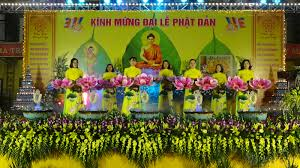 KÍNH MỪNG ĐẠI LỄ PHẬT ĐẢN